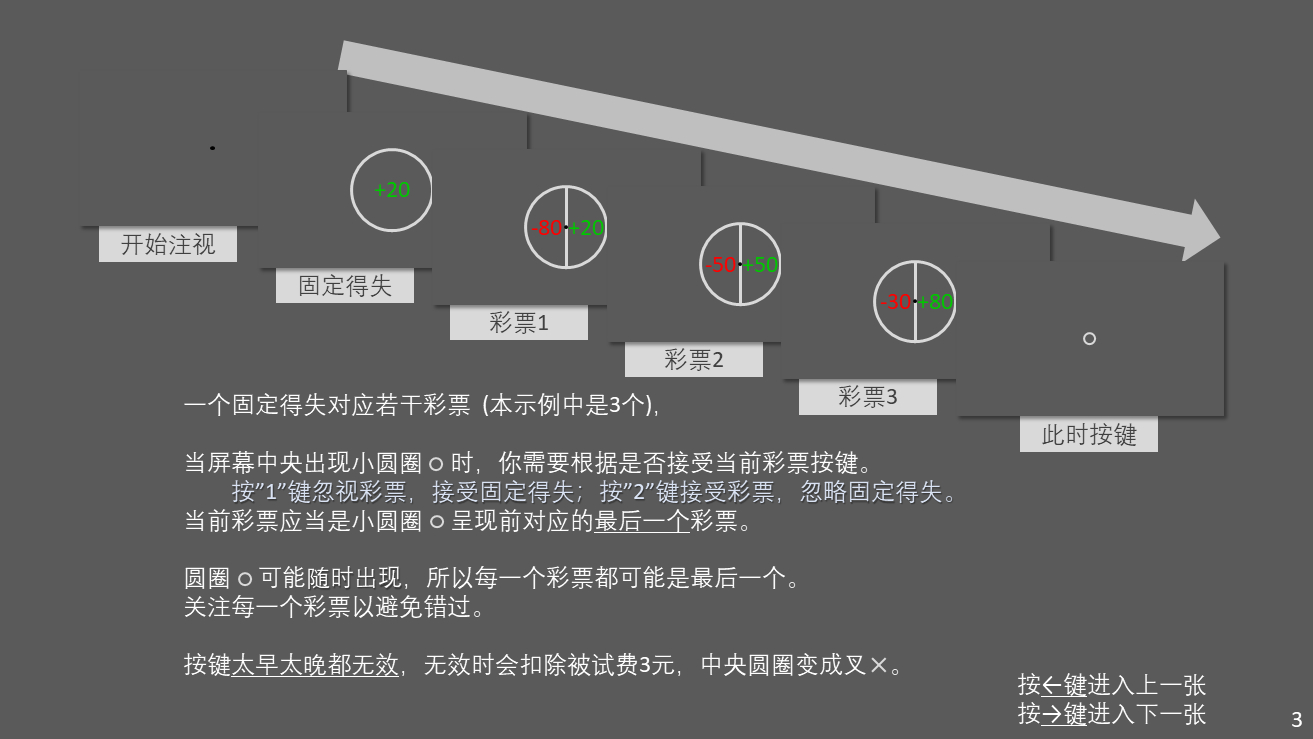 +20
-80 +20
-50 +50
-30 +80
开始注视
固定得失
彩票1
彩票2
彩票3
此时按键
一个固定得失对应若干彩票 (本示例中是3个),
当屏幕中央出现小圆圈○时，你需要根据是否接受当前彩票按键。
按”1”键忽视彩票，接受固定得失；按”2”键接受彩票，忽略固定得失。
当前彩票应当是小圆圈○呈现前对应的最后一个彩票。
圆圈○可能随时出现，所以每一个彩票都可能是最后一个。
关注每一个彩票以避免错过。
按键太早太晚都无效，无效时会扣除被试费3元，中央圆圈变成叉×。
按←键进入上一张
按→键进入下一张
3